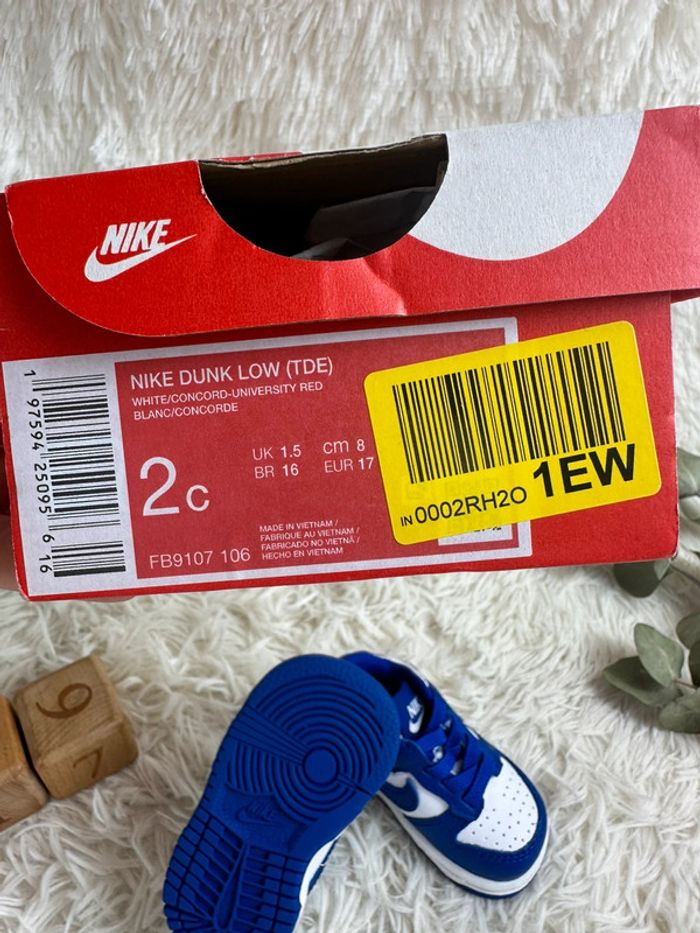 NIKE
NIKE DUNK LOW (TDE)
WHITE/CONCORD-UNIVERSITY RED
BLANC/CONCORDE
2c
UK 1.5 cm 8
BR 16 EUR 17
MADE IN VIETNAM /
FABRIQUE AU VIETNAM /
FABRICADO NO VIETNÃ /
HECHO EN VIETNAM
FB9107 106
1 97594 25095 6 16
IN 0002RH2O 1EW
NIKE
9
7